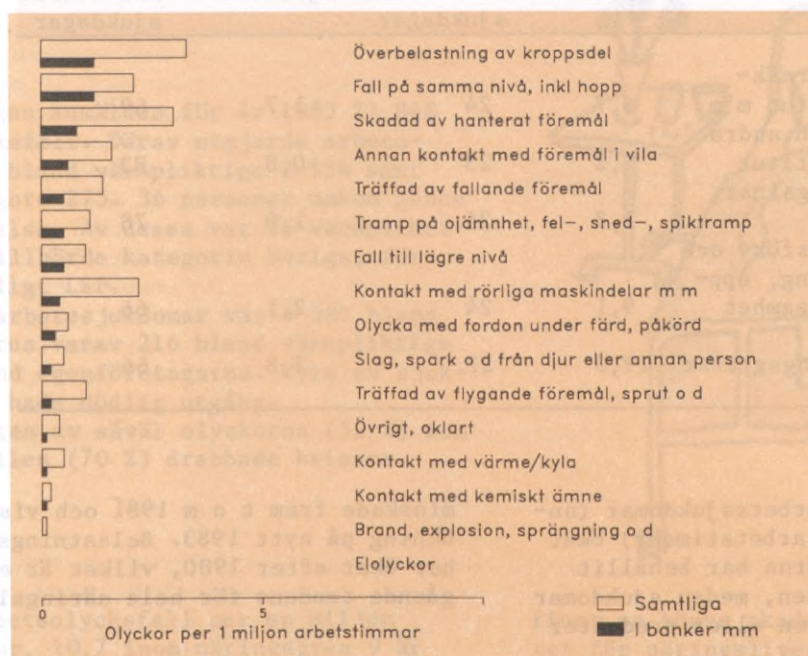 Överbelastning av kroppsdel
Fall på samma nivå, inkl hopp
Skadad av hanterat föremål
Annan kontakt med föremål i vila
Träffad av fallande föremål
Tramp på ojämnhet, fel-, sned-, spiktramp
Fall till lägre nivå
Kontakt med rörliga maskindelar m m
Olycka med fordon under färd, påkörd
Slag, spark o d från djur eller annan person
Träffad av flygande föremål, sprut o d
Övrigt, oklart
Kontakt med värme/kyla
Kontakt med kemiskt ämne
Brand, explosion, sprängning o d
Elolyckor
0 5
Olyckor per 1 miljon arbetstimmar
Samtliga
I banker mm